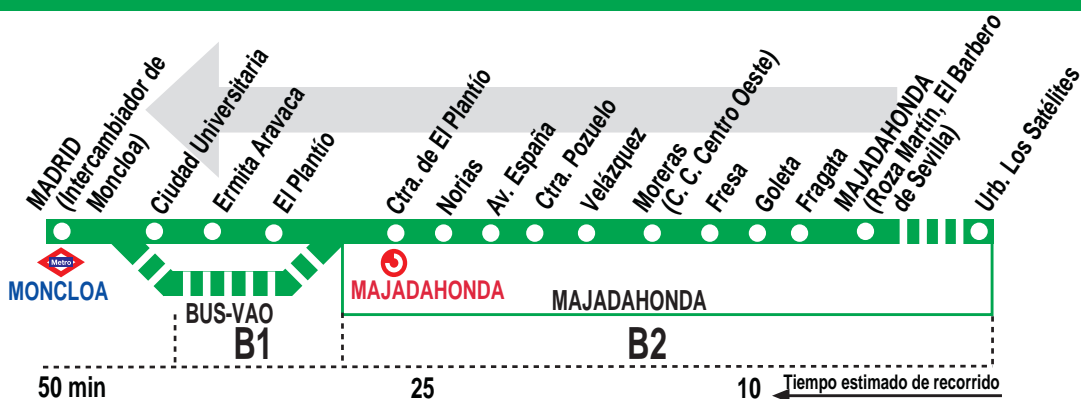 MADRID
(Intercambiador de
Moncloa)
Ciudad Universitaria
Ermita Aravaca
El Plantío
Ctra. de El Plantío
Norias
Av. España
Ctra. Pozuelo
Velázquez
Moreras
(C. C. Centro Oeste)
Fresa
Goleta
Fragata
MAJADAHONDA
(Roza Martín, El Barbero
de Sevilla)
Urb. Los Satélites
Metro
MONCLOA
MAJADAHONDA
MAJADAHONDA
BUS-VAO
B1
B2
50 min
25
10
Tiempo estimado de recorrido